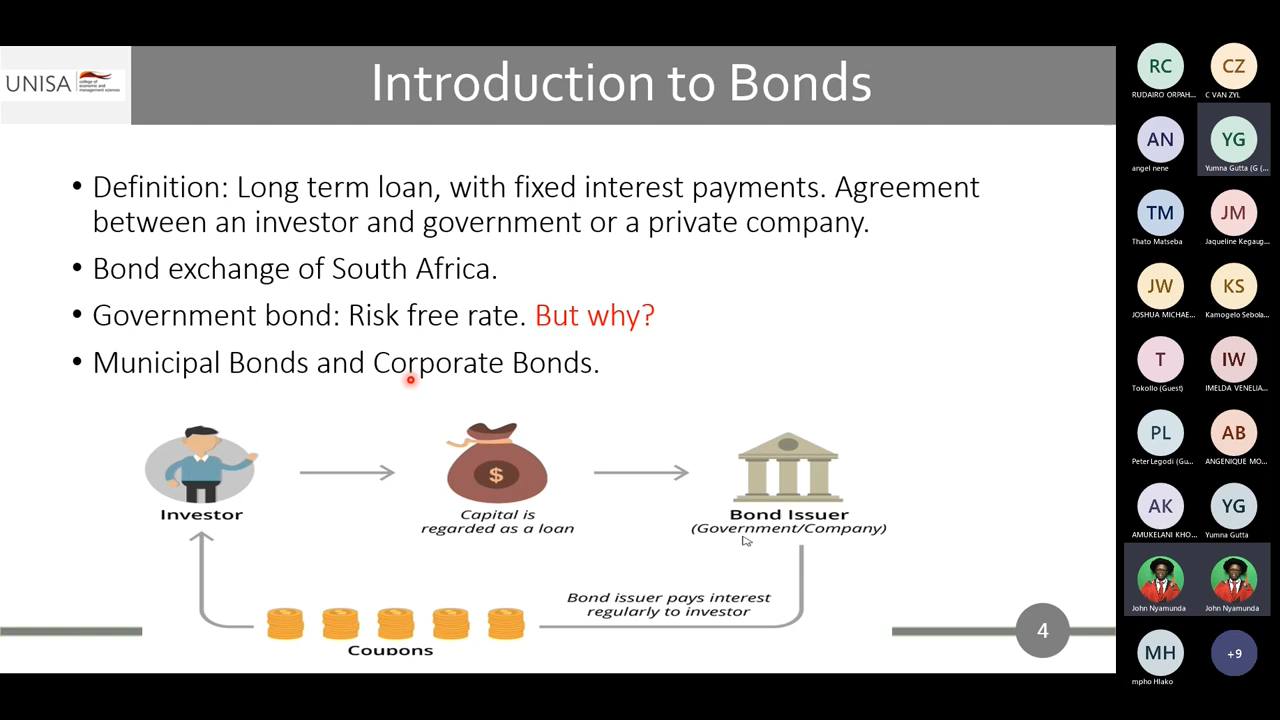 UNISA
college of
economic and
management sciences
Introduction to Bonds
• Definition: Long term loan, with fixed interest payments. Agreement
between an investor and government or a private company.
• Bond exchange of South Africa.
• Government bond: Risk free rate. But why?
• Municipal Bonds and Corporate Bonds.
$
Investor
Capital is
regarded as a loan
Bond Issuer
(Government/Company)
Bond issuer pays interest
regularly to investor
Coupons
4
RC
RUDAIRO ORPAH...
CZ
C VAN ZYL
AN
angel nene
YG
Yumna Gutta (G (...
TM
Thato Matseba
JM
Jaqueline Kegaug...
JW
JOSHUA MICHAE...
KS
Kamogelo Sebola...
T
Tokollo (Guest)
IW
IMELDA VENELIA...
PL
Peter Legodi (Gu...
AB
ANGENIQUE MO...
AK
AMUKELANI KHO...
YG
Yumna Gutta
John Nyamunda
John Nyamunda
MH
mpho Hlako
+9